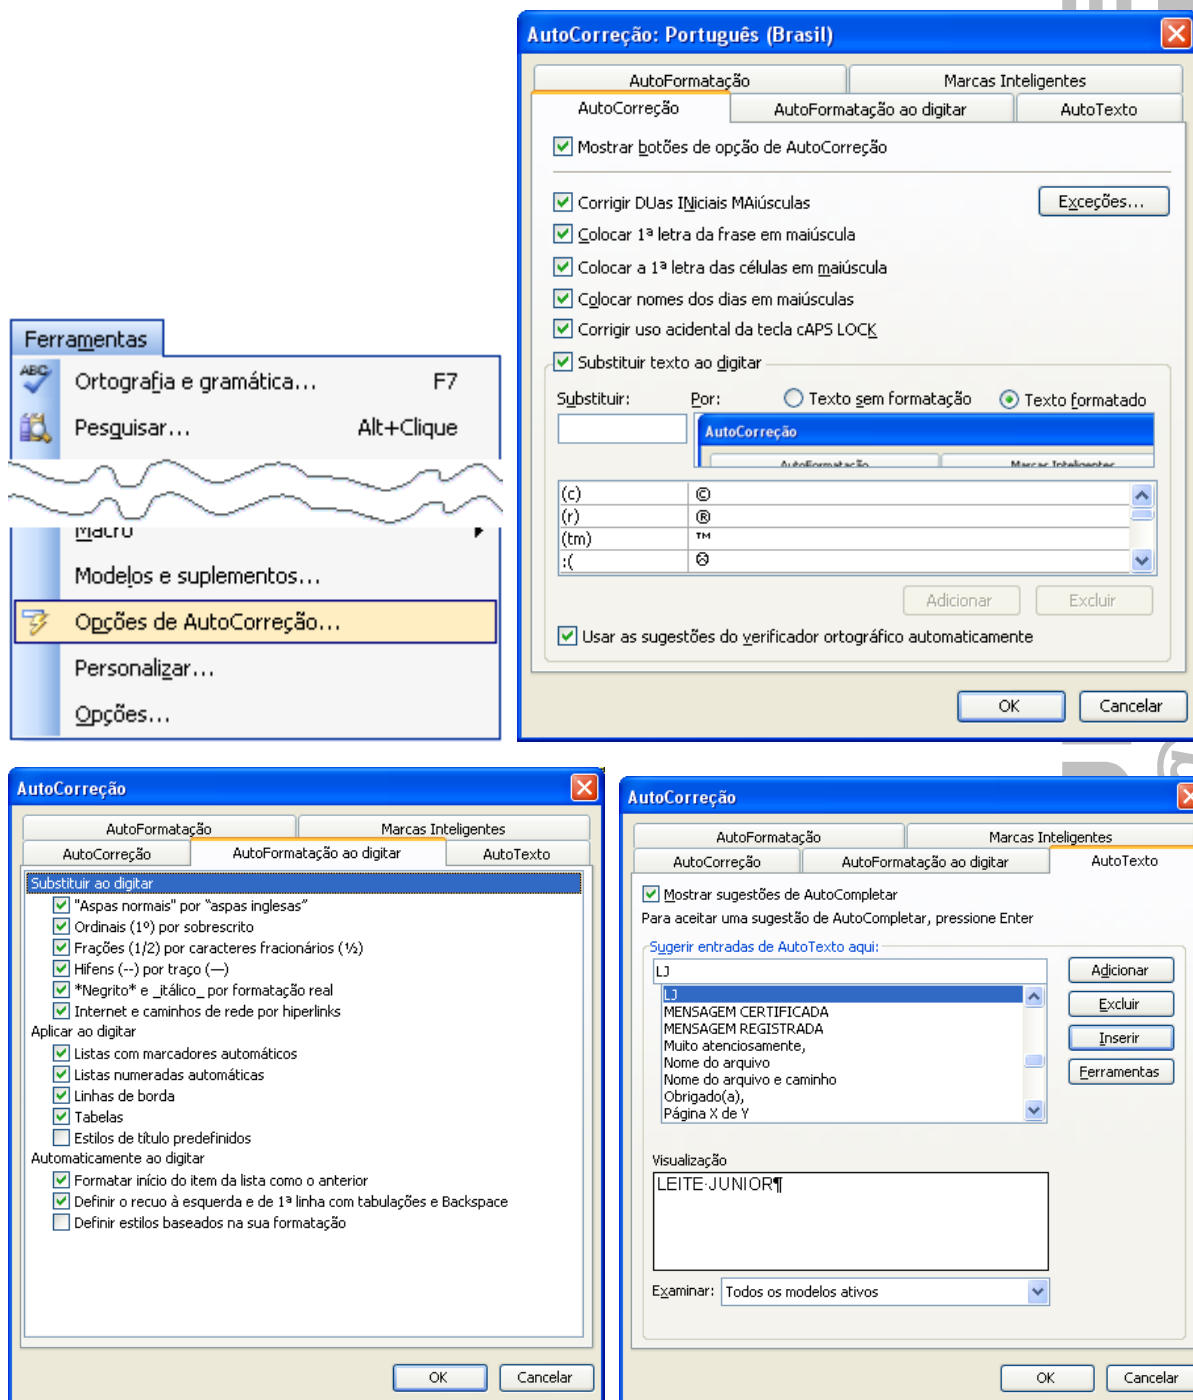 Ferramentas
ABC
Ortografia e gramática... F7
Pesquisar... Alt+Clique
Macro
Modelos e suplementos...
Opções de AutoCorreção...
Personalizar...
Opções...
AutoCorreção: Português (Brasil)
AutoFormatação Marcas Inteligentes
AutoCorreção AutoFormatação ao digitar AutoTexto
Mostrar botões de opção de AutoCorreção
Corrigir DUas INiciais MAiúsculas Exceções...
Colocar 1ª letra da frase em maiúscula
Colocar a 1ª letra das células em maiúscula
Colocar nomes dos dias em maiúsculas
Corrigir uso acidental da tecla cAPS LOCK
Substituir texto ao digitar
Substituir: Por: Texto sem formatação Texto formatado
AutoCorreção
AutoFormatação Marcas Inteligentes
(c) ©
(r) ®
(tm) ™
:( ☹
Adicionar Excluir
Usar as sugestões do verificador ortográfico automaticamente
OK Cancelar
AutoCorreção
AutoFormatação Marcas Inteligentes
AutoCorreção AutoFormatação ao digitar AutoTexto
Substituir ao digitar
"Aspas normais" por “aspas inglesas”
Ordinais (1º) por sobrescrito
Frações (1/2) por caracteres fracionários (½)
Hifens (--) por traço (—)
*Negrito* e _itálico_ por formatação real
Internet e caminhos de rede por hiperlinks
Aplicar ao digitar
Listas com marcadores automáticos
Listas numeradas automáticas
Linhas de borda
Tabelas
Estilos de título predefinidos
Automaticamente ao digitar
Formatar início do item da lista como o anterior
Definir o recuo à esquerda e de 1ª linha com tabulações e Backspace
Definir estilos baseados na sua formatação
OK Cancelar
AutoCorreção
AutoFormatação Marcas Inteligentes
AutoCorreção AutoFormatação ao digitar AutoTexto
Mostrar sugestões de AutoCompletar
Para aceitar uma sugestão de AutoCompletar, pressione Enter
Sugerir entradas de AutoTexto aqui:
LJ Adicionar
LJ
MENSAGEM CERTIFICADA Excluir
MENSAGEM REGISTRADA
Muito atenciosamente, Inserir
Nome do arquivo
Nome do arquivo e caminho Ferramentas
Obrigado(a),
Página X de Y
Visualização
LEITE·JUNIOR¶
Examinar: Todos os modelos ativos
OK Cancelar